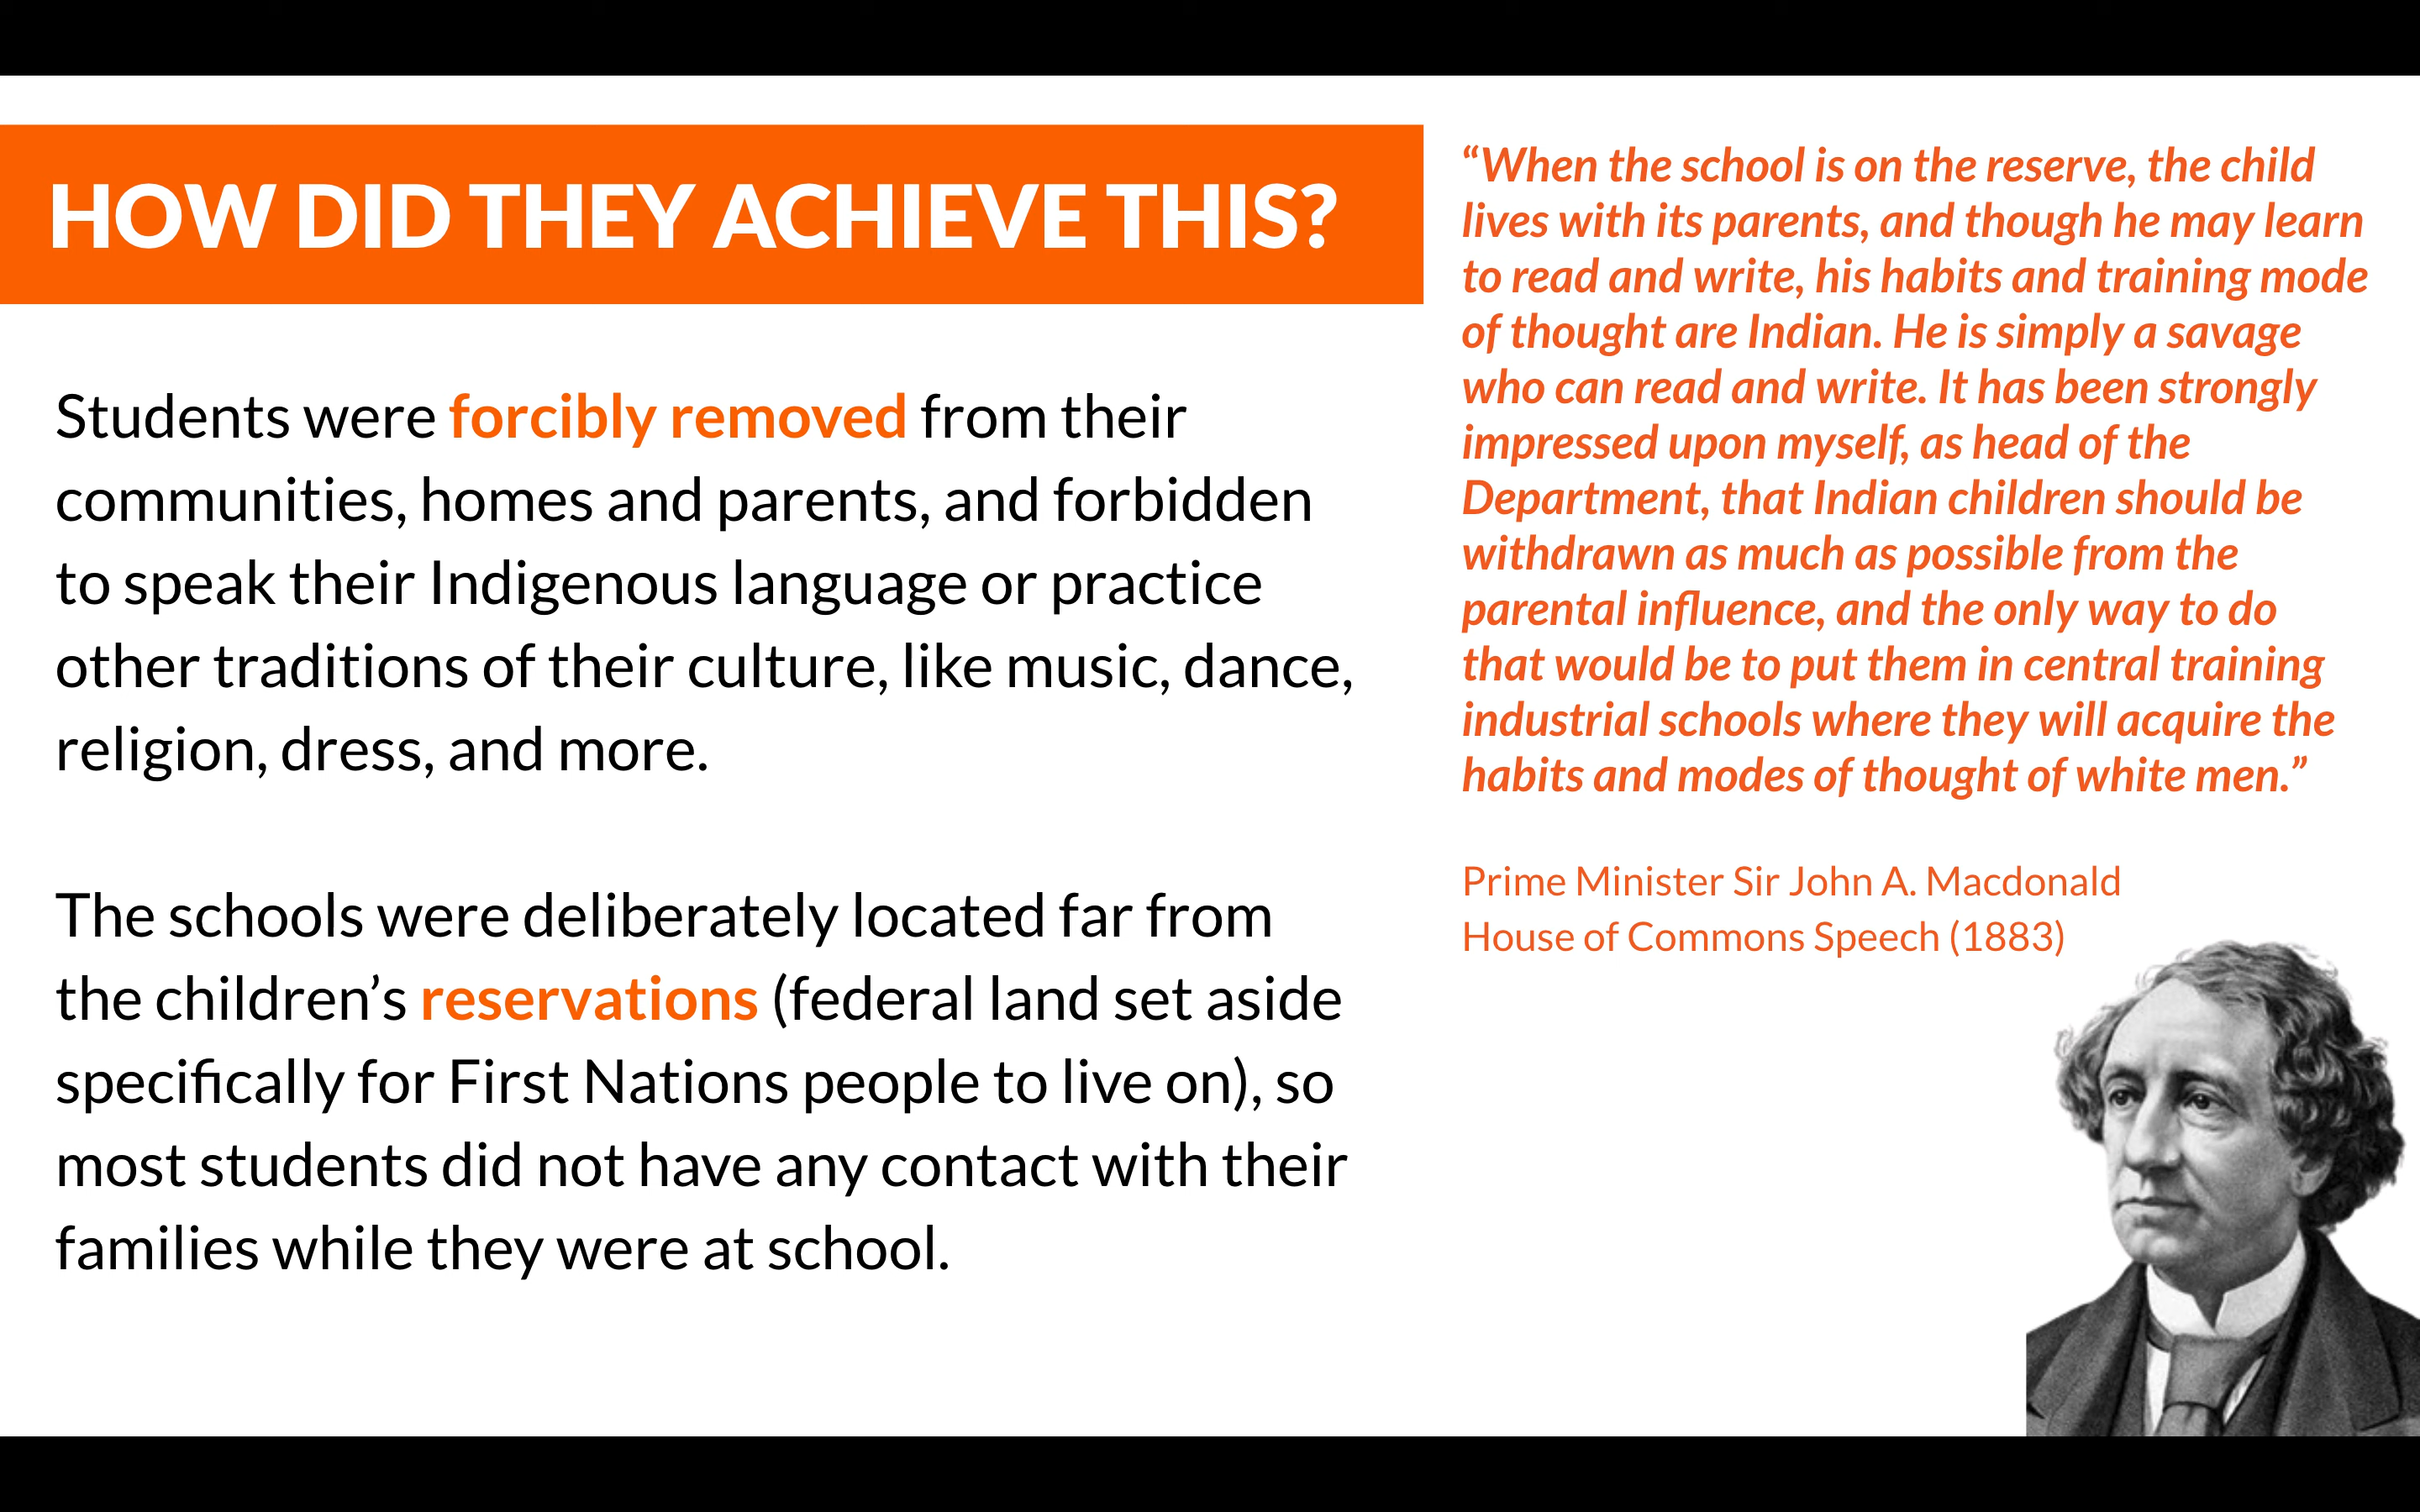 HOW DID THEY ACHIEVE THIS?
Students were forcibly removed from their
communities, homes and parents, and forbidden
to speak their Indigenous language or practice
other traditions of their culture, like music, dance,
religion, dress, and more.
The schools were deliberately located far from
the children’s reservations (federal land set aside
specifically for First Nations people to live on), so
most students did not have any contact with their
families while they were at school.
“When the school is on the reserve, the child
lives with its parents, and though he may learn
to read and write, his habits and training mode
of thought are Indian. He is simply a savage
who can read and write. It has been strongly
impressed upon myself, as head of the
Department, that Indian children should be
withdrawn as much as possible from the
parental influence, and the only way to do
that would be to put them in central training
industrial schools where they will acquire the
habits and modes of thought of white men.”
Prime Minister Sir John A. Macdonald
House of Commons Speech (1883)